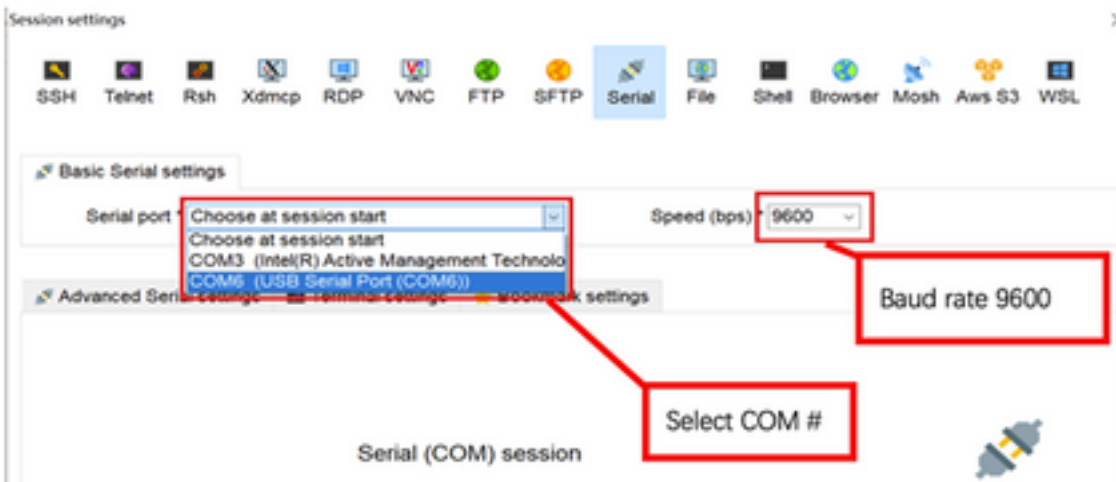 Session settings
SSH Telnet Rsh Xdmcp RDP VNC FTP SFTP Serial File Shell Browser Mosh Aws S3 WSL
Basic Serial settings
Serial port * Choose at session start Speed (bps) * 9600
Choose at session start
COM3 (Intel(R) Active Management Technolo
COM6 (USB Serial Port (COM6))
Advanced Serial settings Terminal settings Bookmark settings
Baud rate 9600
Select COM #
Serial (COM) session